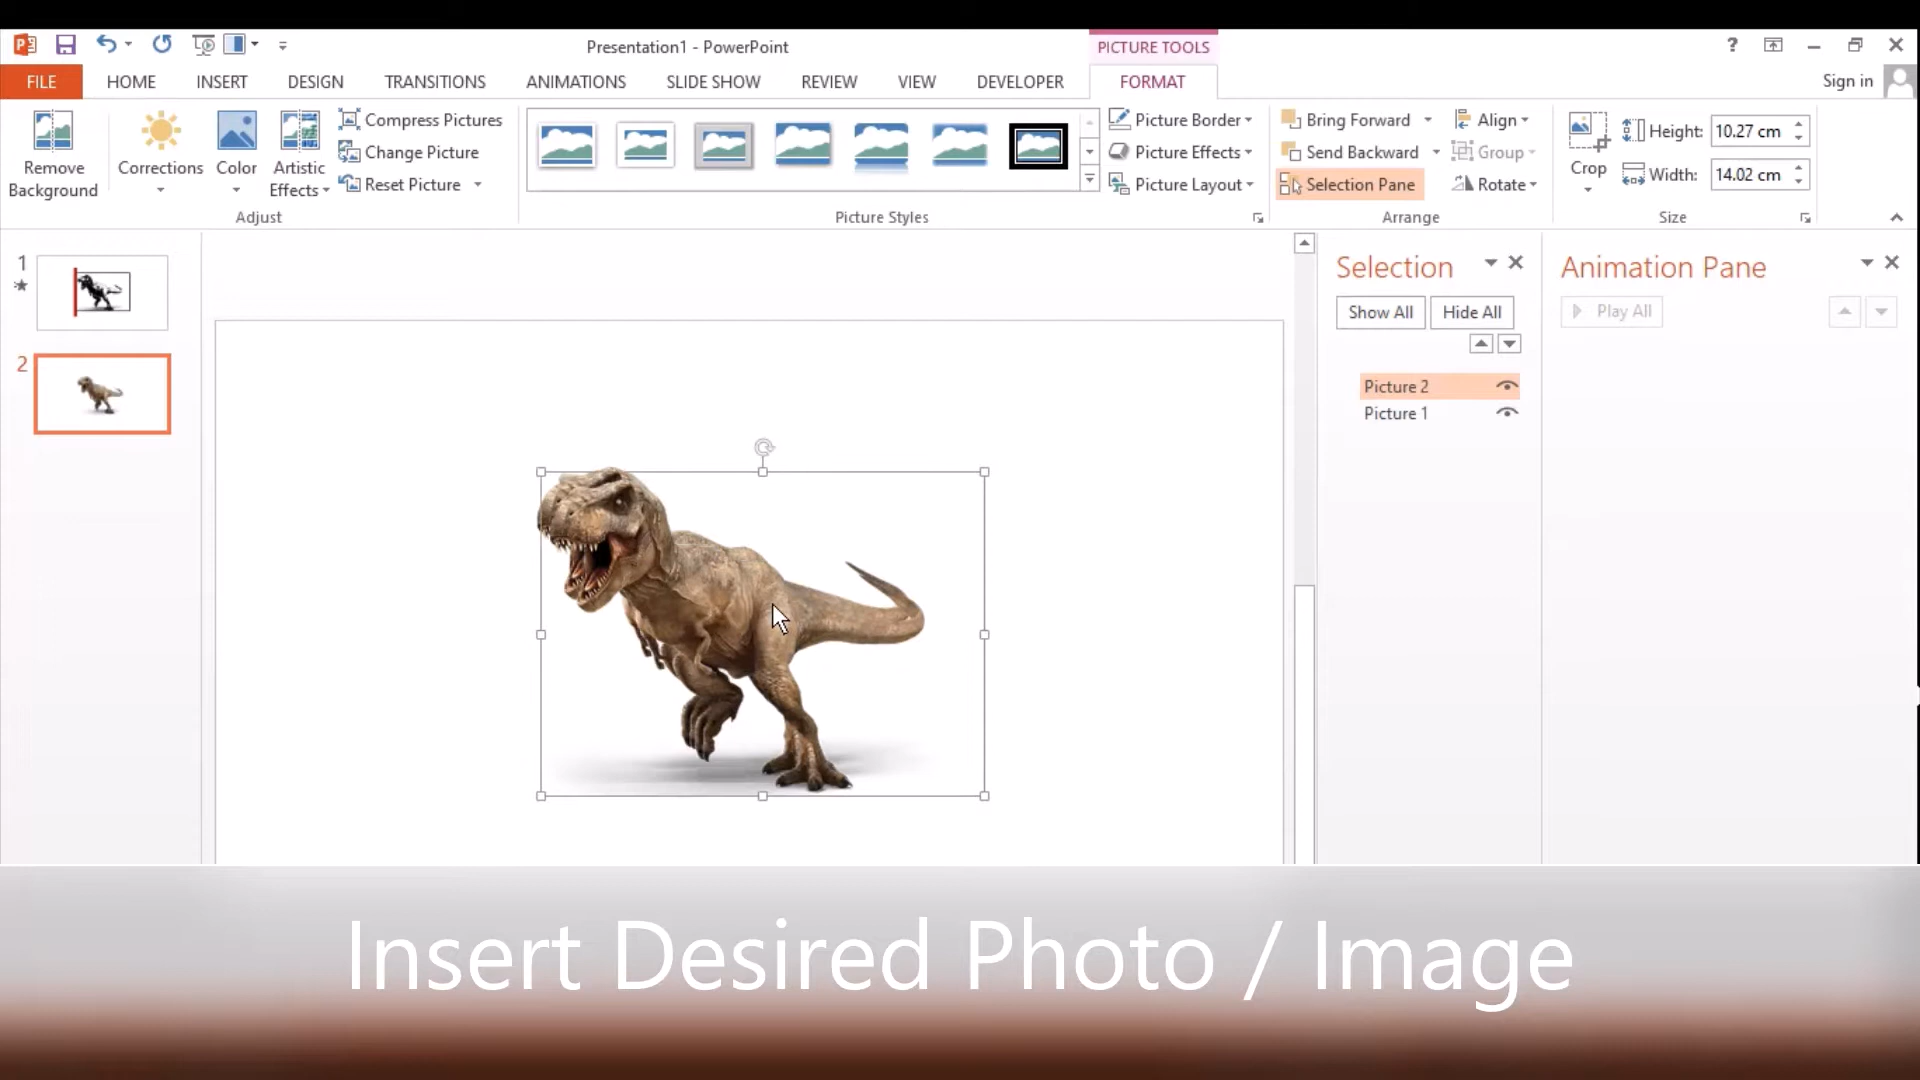 Presentation1 - PowerPoint
PICTURE TOOLS
?
FILE
HOME
INSERT
DESIGN
TRANSITIONS
ANIMATIONS
SLIDE SHOW
REVIEW
VIEW
DEVELOPER
FORMAT
Sign in
Remove
Background
Corrections
Color
Artistic
Effects
Compress Pictures
Change Picture
Reset Picture
Adjust
Picture Styles
Picture Border
Picture Effects
Picture Layout
Bring Forward
Send Backward
Selection Pane
Align
Group
Rotate
Arrange
Crop
Height: 10.27 cm
Width: 14.02 cm
Size
1
2
Selection
Show All
Hide All
Picture 2
Picture 1
Animation Pane
Play All
Insert Desired Photo / Image